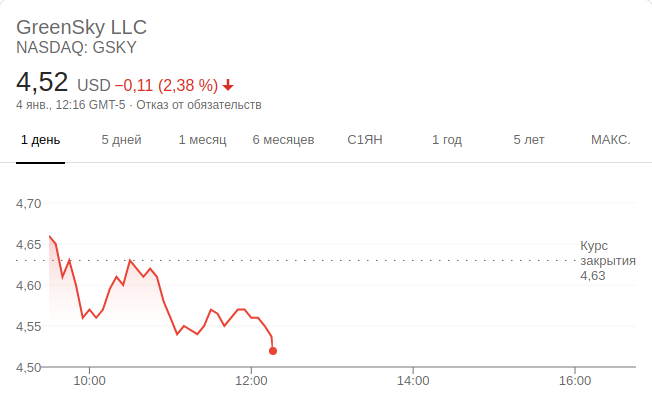 GreenSky LLC
NASDAQ: GSKY
4,52 USD −0,11 (2,38 %)
4 янв., 12:16 GMT-5 · Отказ от обязательств
1 день 5 дней 1 месяц 6 месяцев С1ЯН 1 год 5 лет МАКС.
4,70
4,65
4,60
4,55
4,50
Курс
закрытия
4,63
10:00 12:00 14:00 16:00